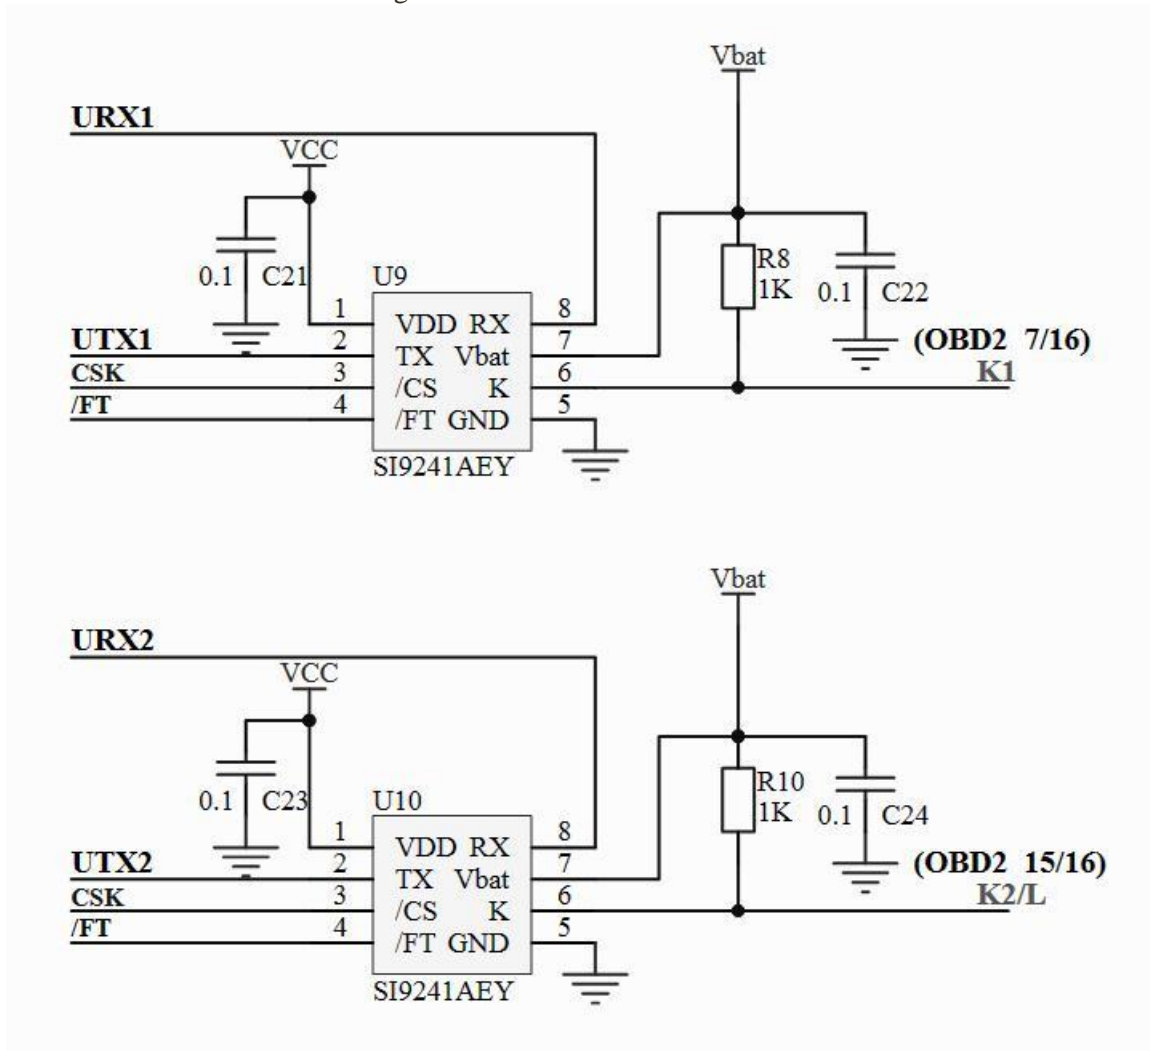 Vbat
URX1
VCC
0.1 C21
U9
R8
1K
0.1 C22
1 VDD RX 8
UTX1 2 TX Vbat 7
(OBD2 7/16)
CSK 3 /CS K 6
K1
/FT 4 /FT GND 5
SI9241AEY
Vbat
URX2
VCC
0.1 C23
U10
R10
1K
0.1 C24
1 VDD RX 8
UTX2 2 TX Vbat 7
(OBD2 15/16)
CSK 3 /CS K 6
K2/L
/FT 4 /FT GND 5
SI9241AEY